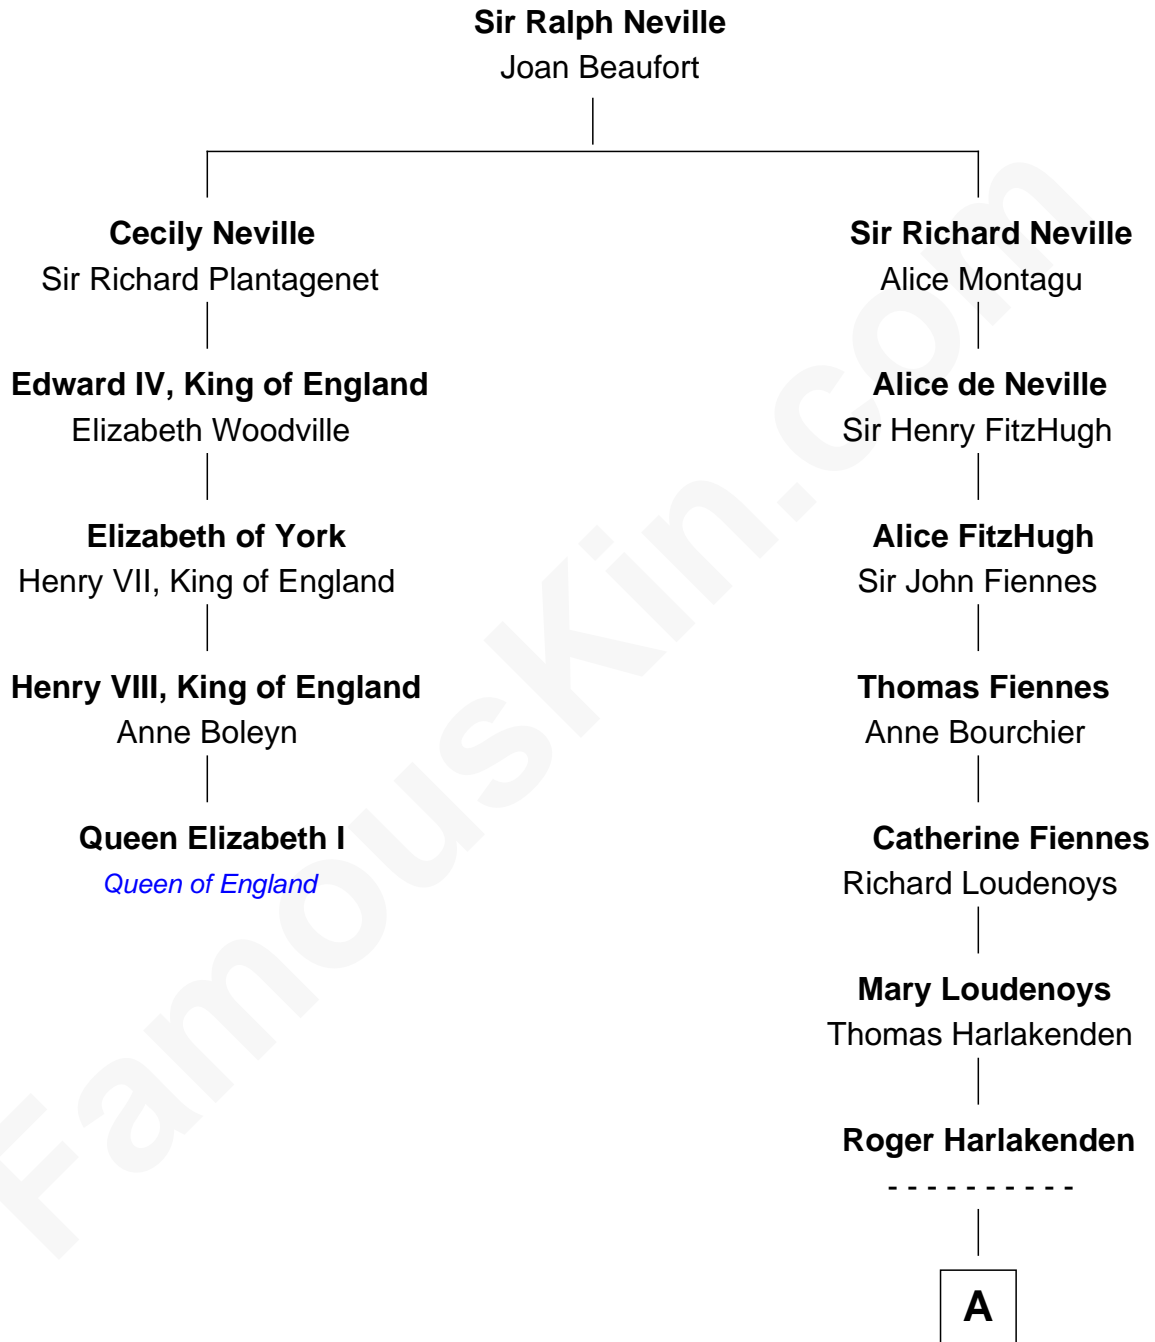 Sir Ralph Neville
Joan Beaufort
Cecily Neville
Sir Richard Plantagenet
Edward IV, King of England
Elizabeth Woodville
Elizabeth of York
Henry VII, King of England
Henry VIII, King of England
Anne Boleyn
Queen Elizabeth I
Queen of England
Sir Richard Neville
Alice Montagu
Alice de Neville
Sir Henry FitzHugh
Alice FitzHugh
Sir John Fiennes
Thomas Fiennes
Anne Bourchier
Catherine Fiennes
Richard Loudenoys
Mary Loudenoys
Thomas Harlakenden
Roger Harlakenden
- - - - - - - - - -
A
FamousKin.com